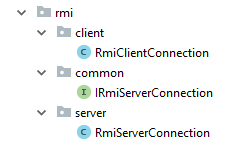 rmi
client
C RmiClientConnection
common
I IRmiServerConnection
server
C RmiServerConnection